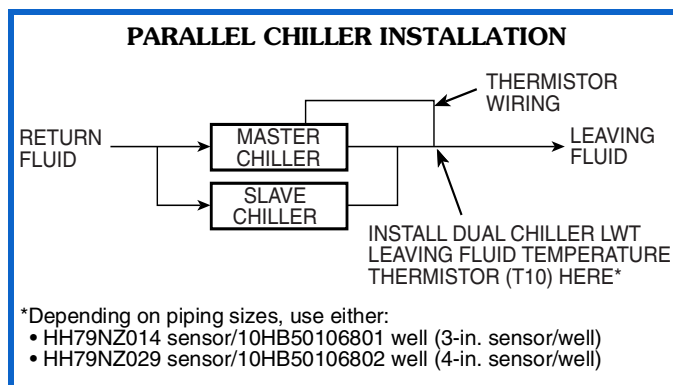 PARALLEL CHILLER INSTALLATION
THERMISTOR
WIRING
RETURN
FLUID
MASTER
CHILLER
LEAVING
FLUID
SLAVE
CHILLER
INSTALL DUAL CHILLER LWT
LEAVING FLUID TEMPERATURE
THERMISTOR (T10) HERE*
*Depending on piping sizes, use either:
• HH79NZ014 sensor/10HB50106801 well (3-in. sensor/well)
• HH79NZ029 sensor/10HB50106802 well (4-in. sensor/well)